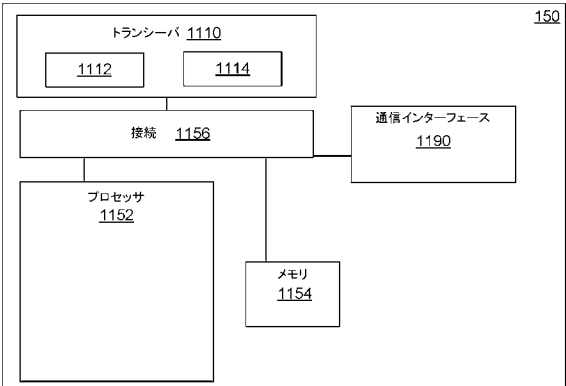 150
トランシーバ 1110
1112
1114
接続 1156
通信インターフェース
1190
プロセッサ
1152
メモリ
1154